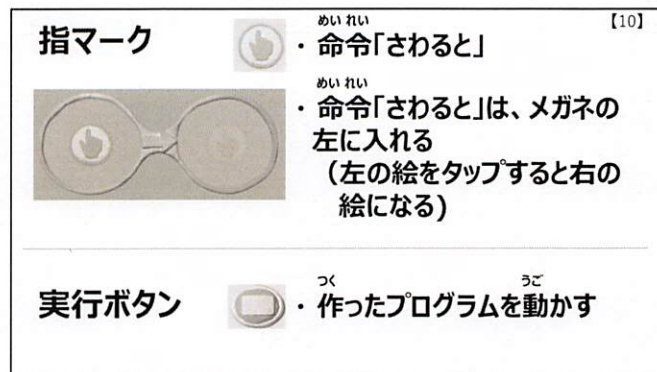 【10】
指マーク
めい れい
・命令「さわると」
めい れい
・命令「さわると」は、メガネの
左に入れる
（左の絵をタップすると右の
絵になる)
実行ボタン
つく うご
・作ったプログラムを動かす